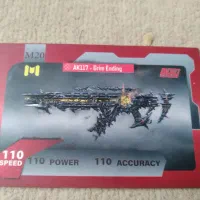 M20
AK117 - Grim Ending
110
SPEED
110 POWER
110 ACCURACY